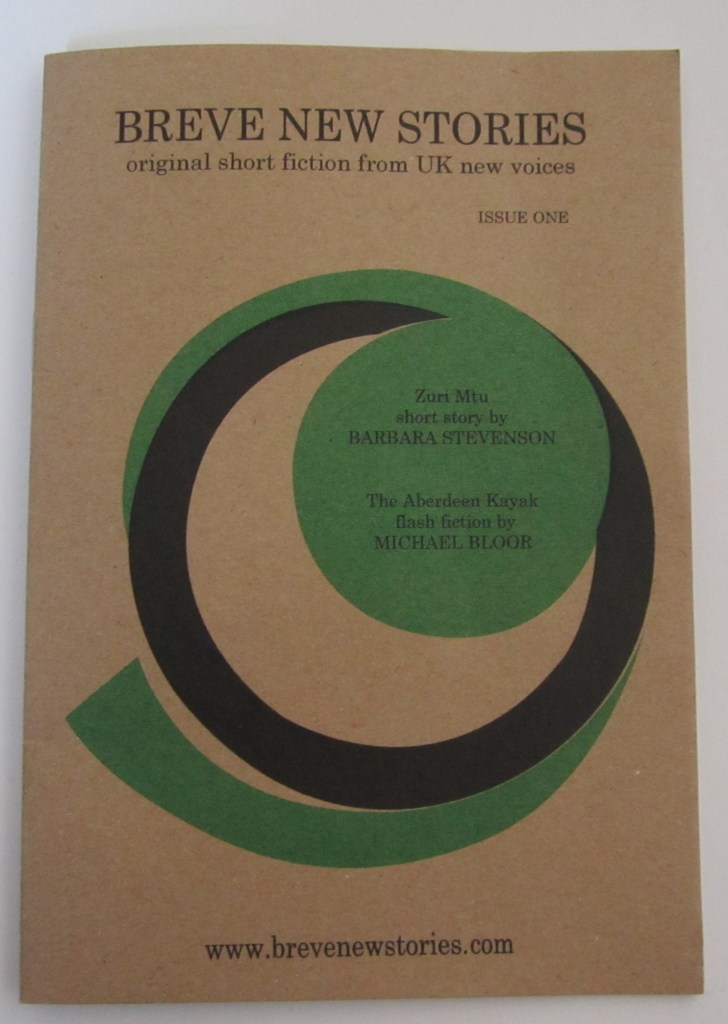 BREVE NEW STORIES
original short fiction from UK new voices
ISSUE ONE
Zuri Mtu
short story by
BARBARA STEVENSON
The Aberdeen Kayak
flash fiction by
MICHAEL BLOOR
www.brevenewstories.com